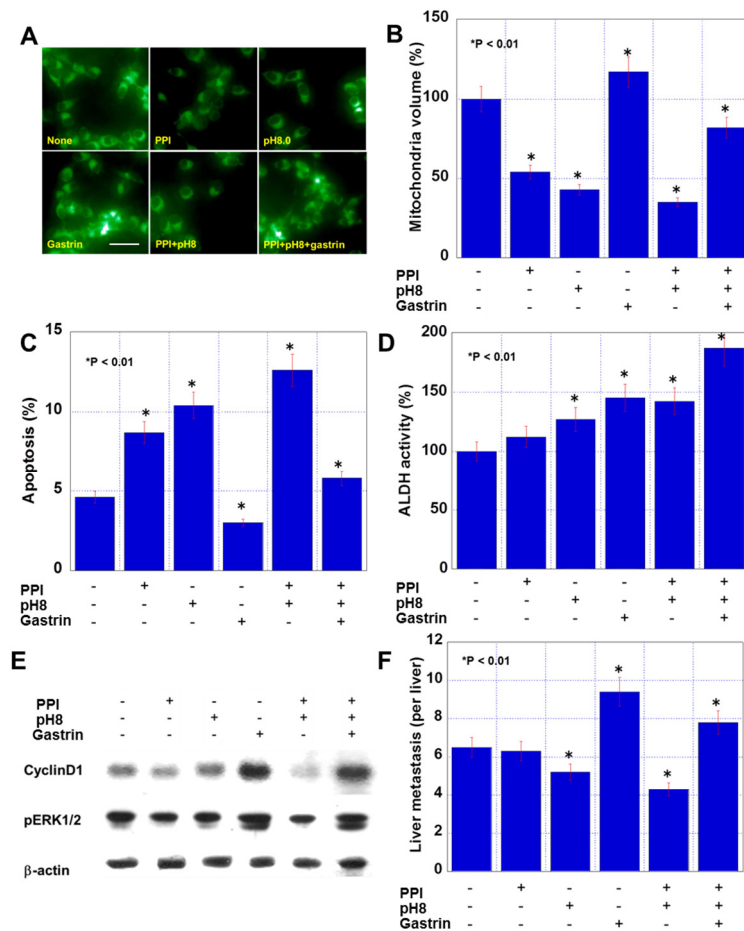 A
None
PPI
pH8.0
Gastrin
PPI+pH8
PPI+pH8+gastrin
B
*P < 0.01
Mitochondria volume (%)
150
100
50
0
* * * * *
PPI - + - - + +
pH8 - - + - + +
Gastrin - - - + - +
C
*P < 0.01
Apoptosis (%)
15
10
5
0
* * * * *
PPI - + - - + +
pH8 - - + - + +
Gastrin - - - + - +
D
*P < 0.01
ALDH activity (%)
200
150
100
50
0
* * * *
PPI - + - - + +
pH8 - - + - + +
Gastrin - - - + - +
E
PPI - + - - + +
pH8 - - + - + +
Gastrin - - - + - +
CyclinD1
pERK1/2
β-actin
F
*P < 0.01
Liver metastasis (per liver)
12
10
8
6
4
2
0
* * * *
PPI - + - - + +
pH8 - - + - + +
Gastrin - - - + - +